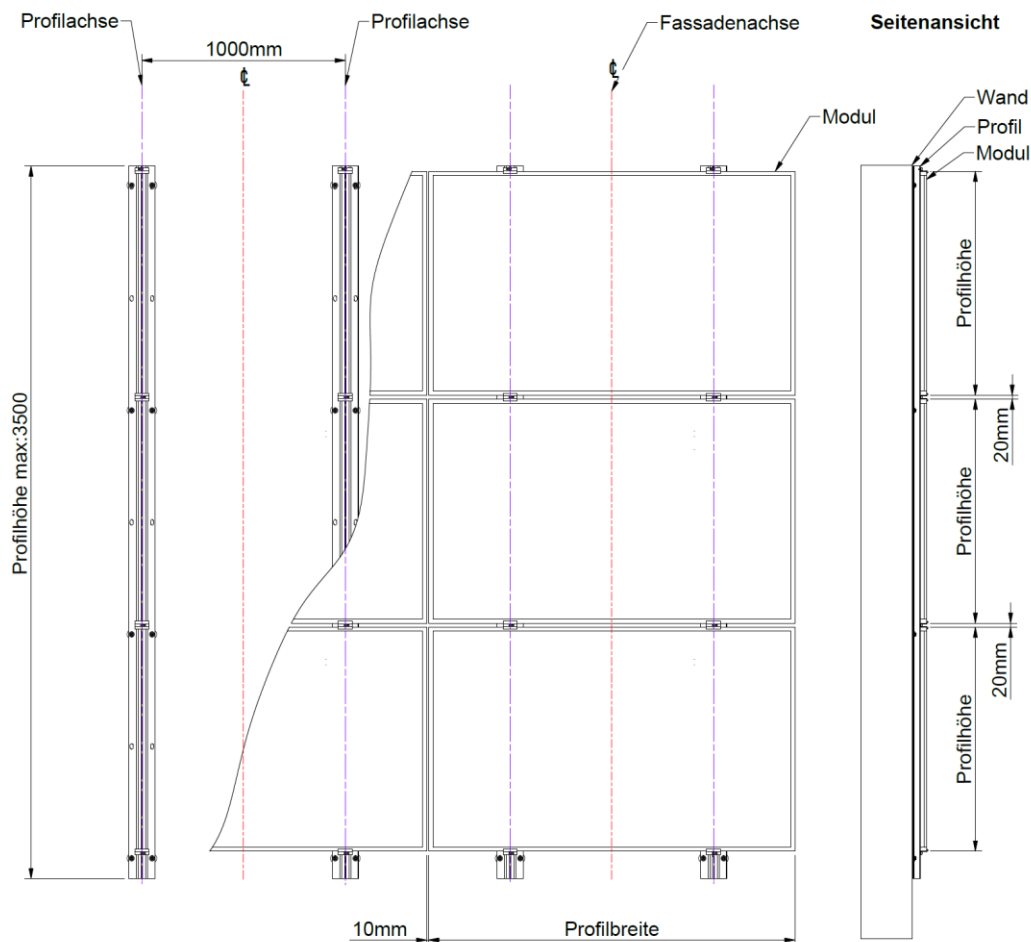 Profilachse
Profilachse
Fassadenachse
Seitenansicht
1000mm
℄
℄
Modul
Wand
Profil
Modul
Profilhöhe max:3500
Profilhöhe
20mm
Profilhöhe
20mm
Profilhöhe
10mm
Profilbreite